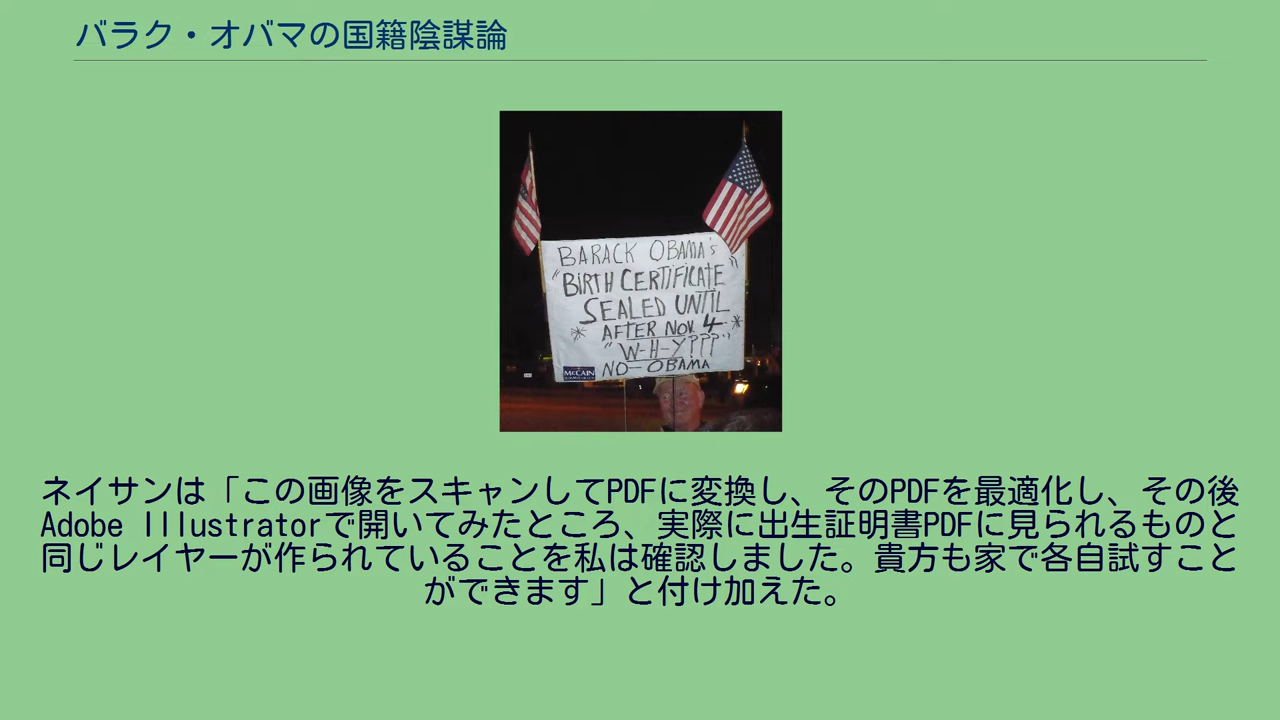 バラク・オバマの国籍陰謀論
BARACK OBAMA's
"BIRTH CERTIFICATE"
SEALED UNTIL
* AFTER NOV. 4 *
"W-H-Y???"
NO-OBAMA
McCAIN
ネイサンは「この画像をスキャンしてPDFに変換し、そのPDFを最適化し、その後
Adobe Illustratorで開いてみたところ、実際に出生証明書PDFに見られるものと
同じレイヤーが作られていることを私は確認しました。貴方も家で各自試すこと
ができます」と付け加えた。